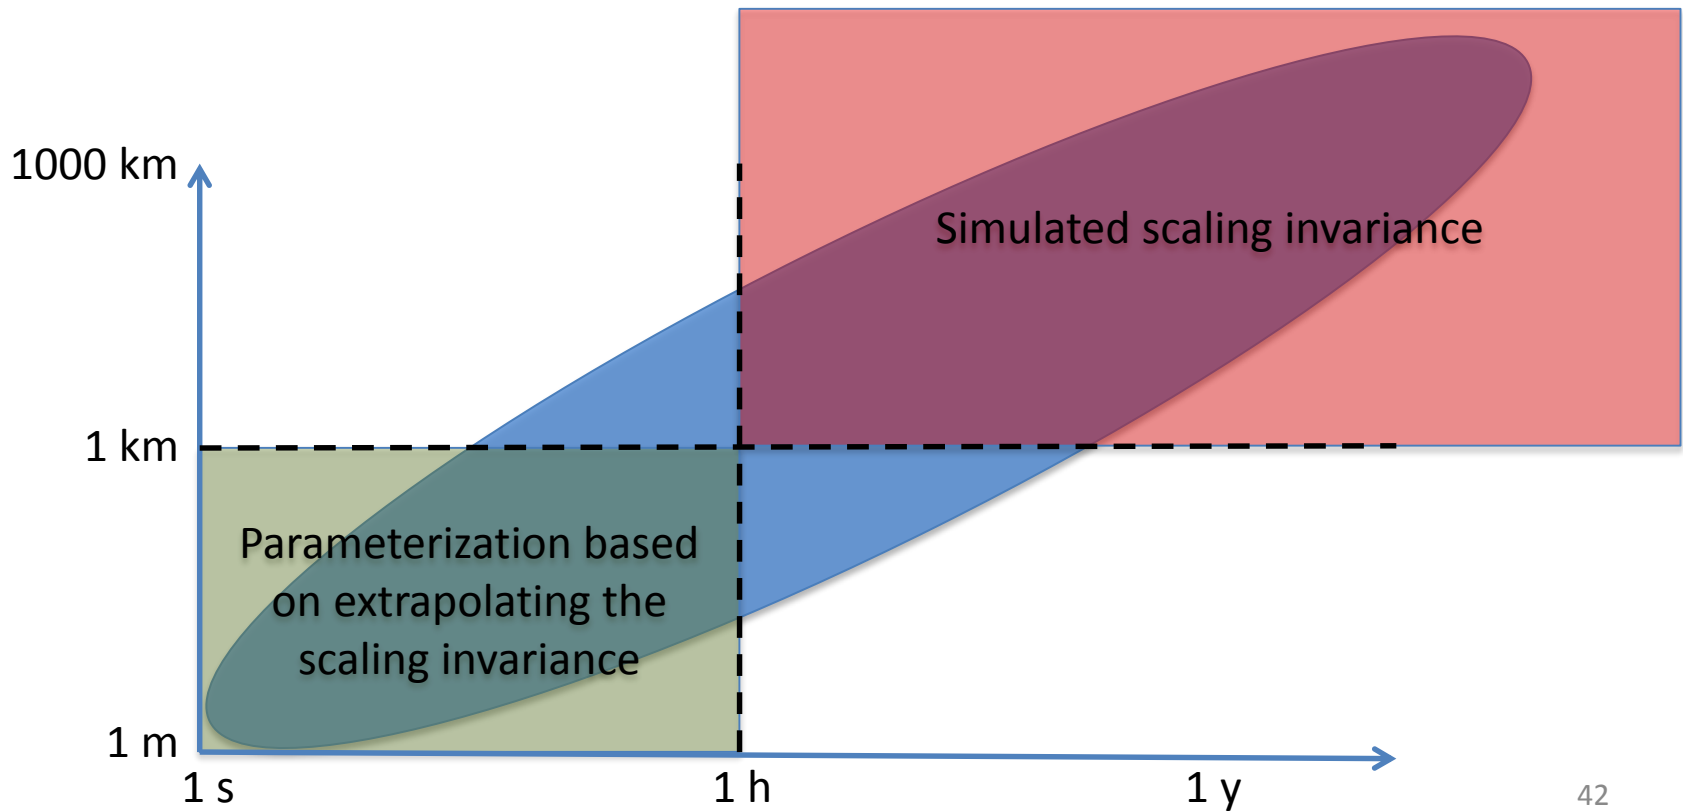 1000 km
Simulated scaling invariance
1 km
Parameterization based
on extrapolating the
scaling invariance
1 m
1 s
1 h
1 y
42